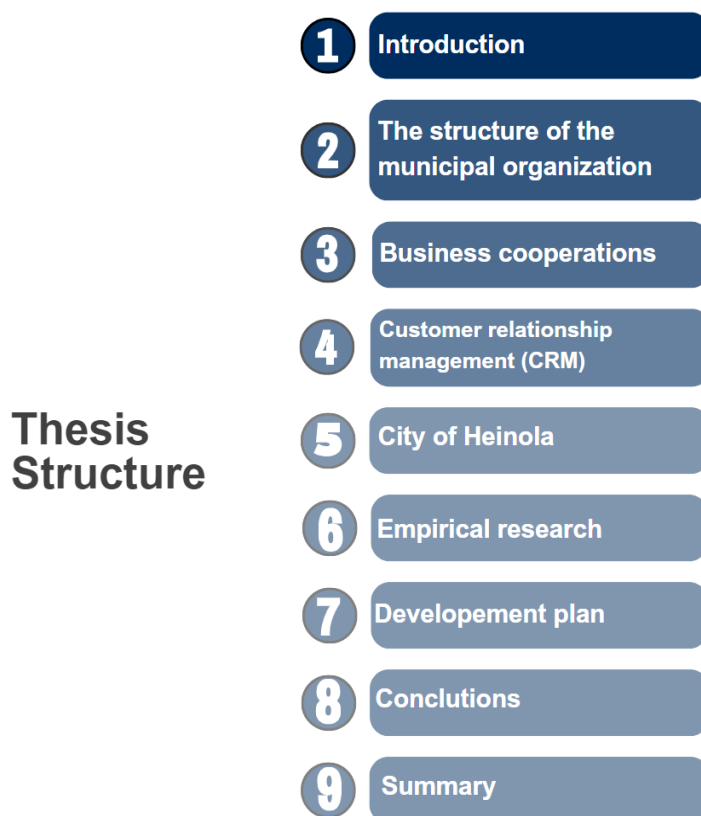 Thesis
Structure
1
Introduction
2
The structure of the
municipal organization
3
Business cooperations
4
Customer relationship
management (CRM)
5
City of Heinola
6
Empirical research
7
Developement plan
8
Conclutions
9
Summary